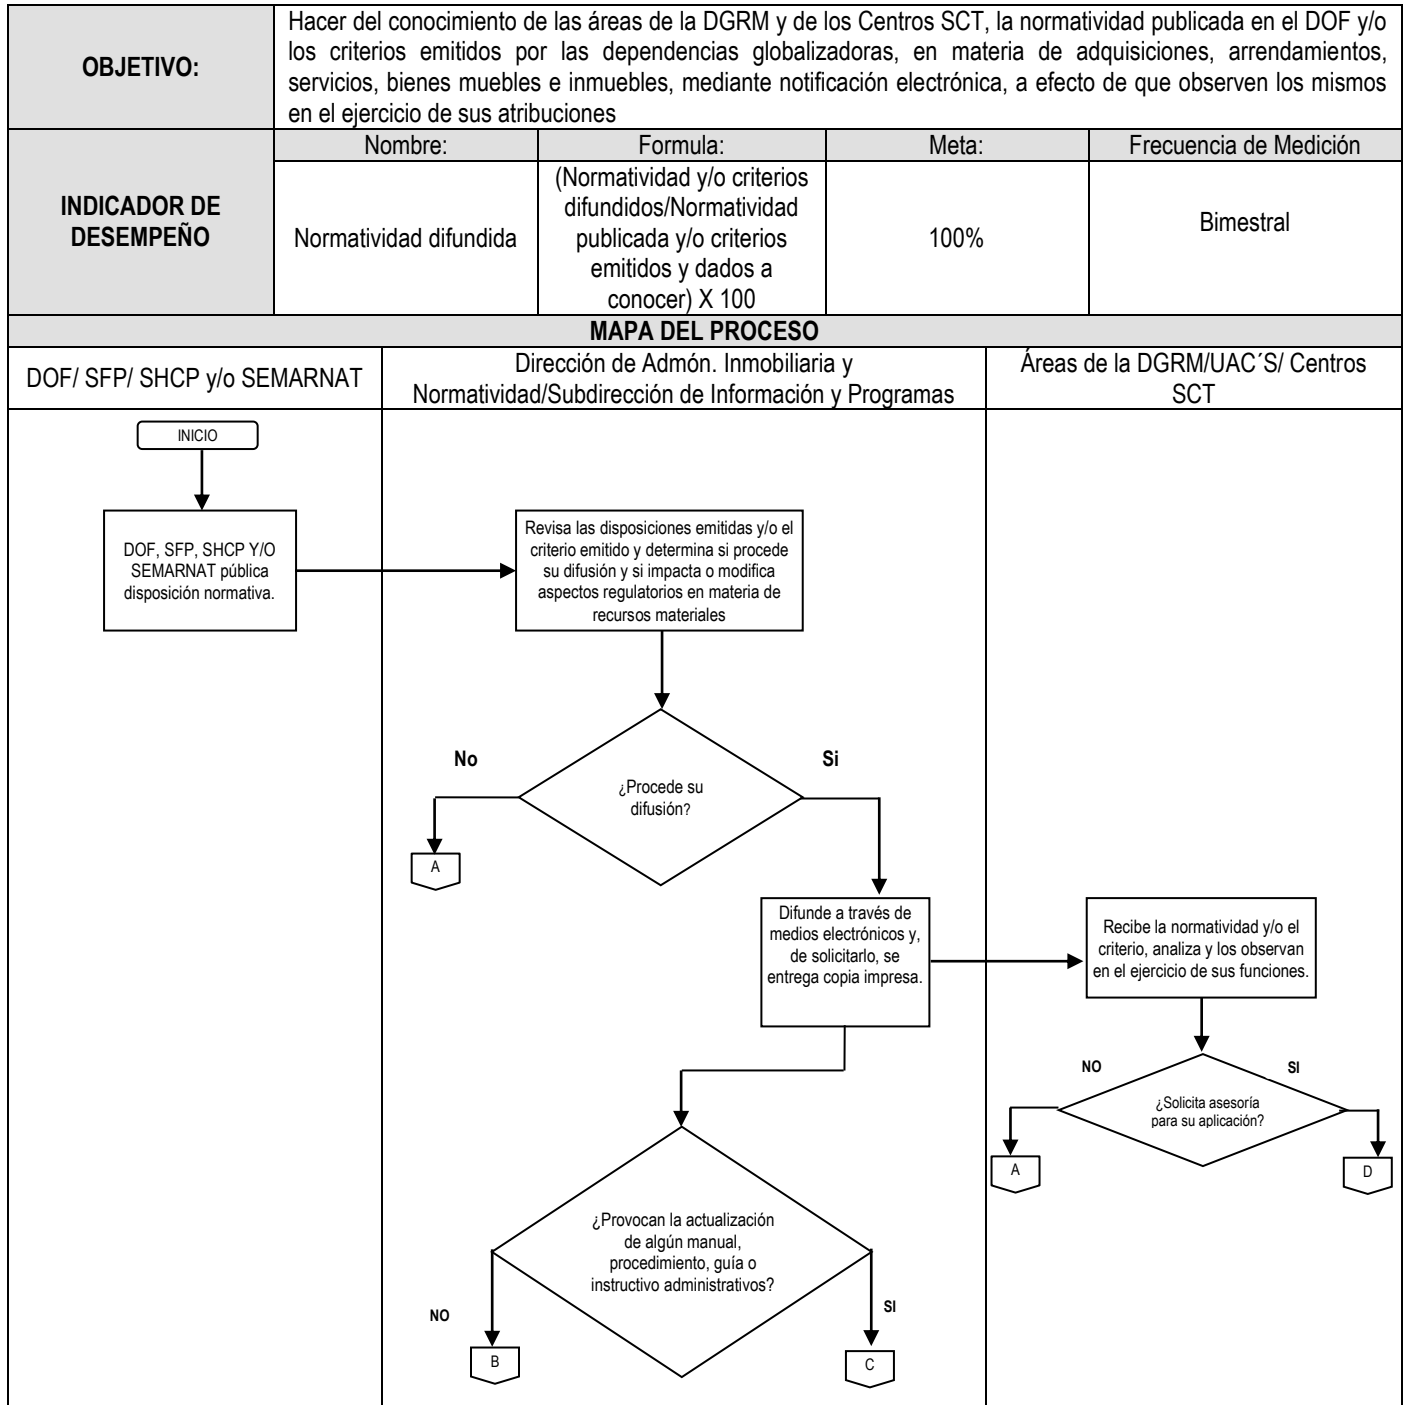 OBJETIVO:
Hacer del conocimiento de las áreas de la DGRM y de los Centros SCT, la normatividad publicada en el DOF y/o
los criterios emitidos por las dependencias globalizadoras, en materia de adquisiciones, arrendamientos,
servicios, bienes muebles e inmuebles, mediante notificación electrónica, a efecto de que observen los mismos
en el ejercicio de sus atribuciones
INDICADOR DE
DESEMPEÑO
Nombre:
Formula:
Meta:
Frecuencia de Medición
Normatividad difundida
(Normatividad y/o criterios
difundidos/Normatividad
publicada y/o criterios
emitidos y dados a
conocer) X 100
100%
Bimestral
MAPA DEL PROCESO
DOF/ SFP/ SHCP y/o SEMARNAT
Dirección de Admón. Inmobiliaria y
Normatividad/Subdirección de Información y Programas
Áreas de la DGRM/UAC´S/ Centros
SCT
INICIO
DOF, SFP, SHCP Y/O
SEMARNAT pública
disposición normativa.
Revisa las disposiciones emitidas y/o el
criterio emitido y determina si procede
su difusión y si impacta o modifica
aspectos regulatorios en materia de
recursos materiales
No
Si
¿Procede su
difusión?
A
Difunde a través de
medios electrónicos y,
de solicitarlo, se
entrega copia impresa.
Recibe la normatividad y/o el
criterio, analiza y los observan
en el ejercicio de sus funciones.
NO
SI
¿Solicita asesoría
para su aplicación?
A
D
¿Provocan la actualización
de algún manual,
procedimiento, guía o
instructivo administrativos?
NO
SI
B
C